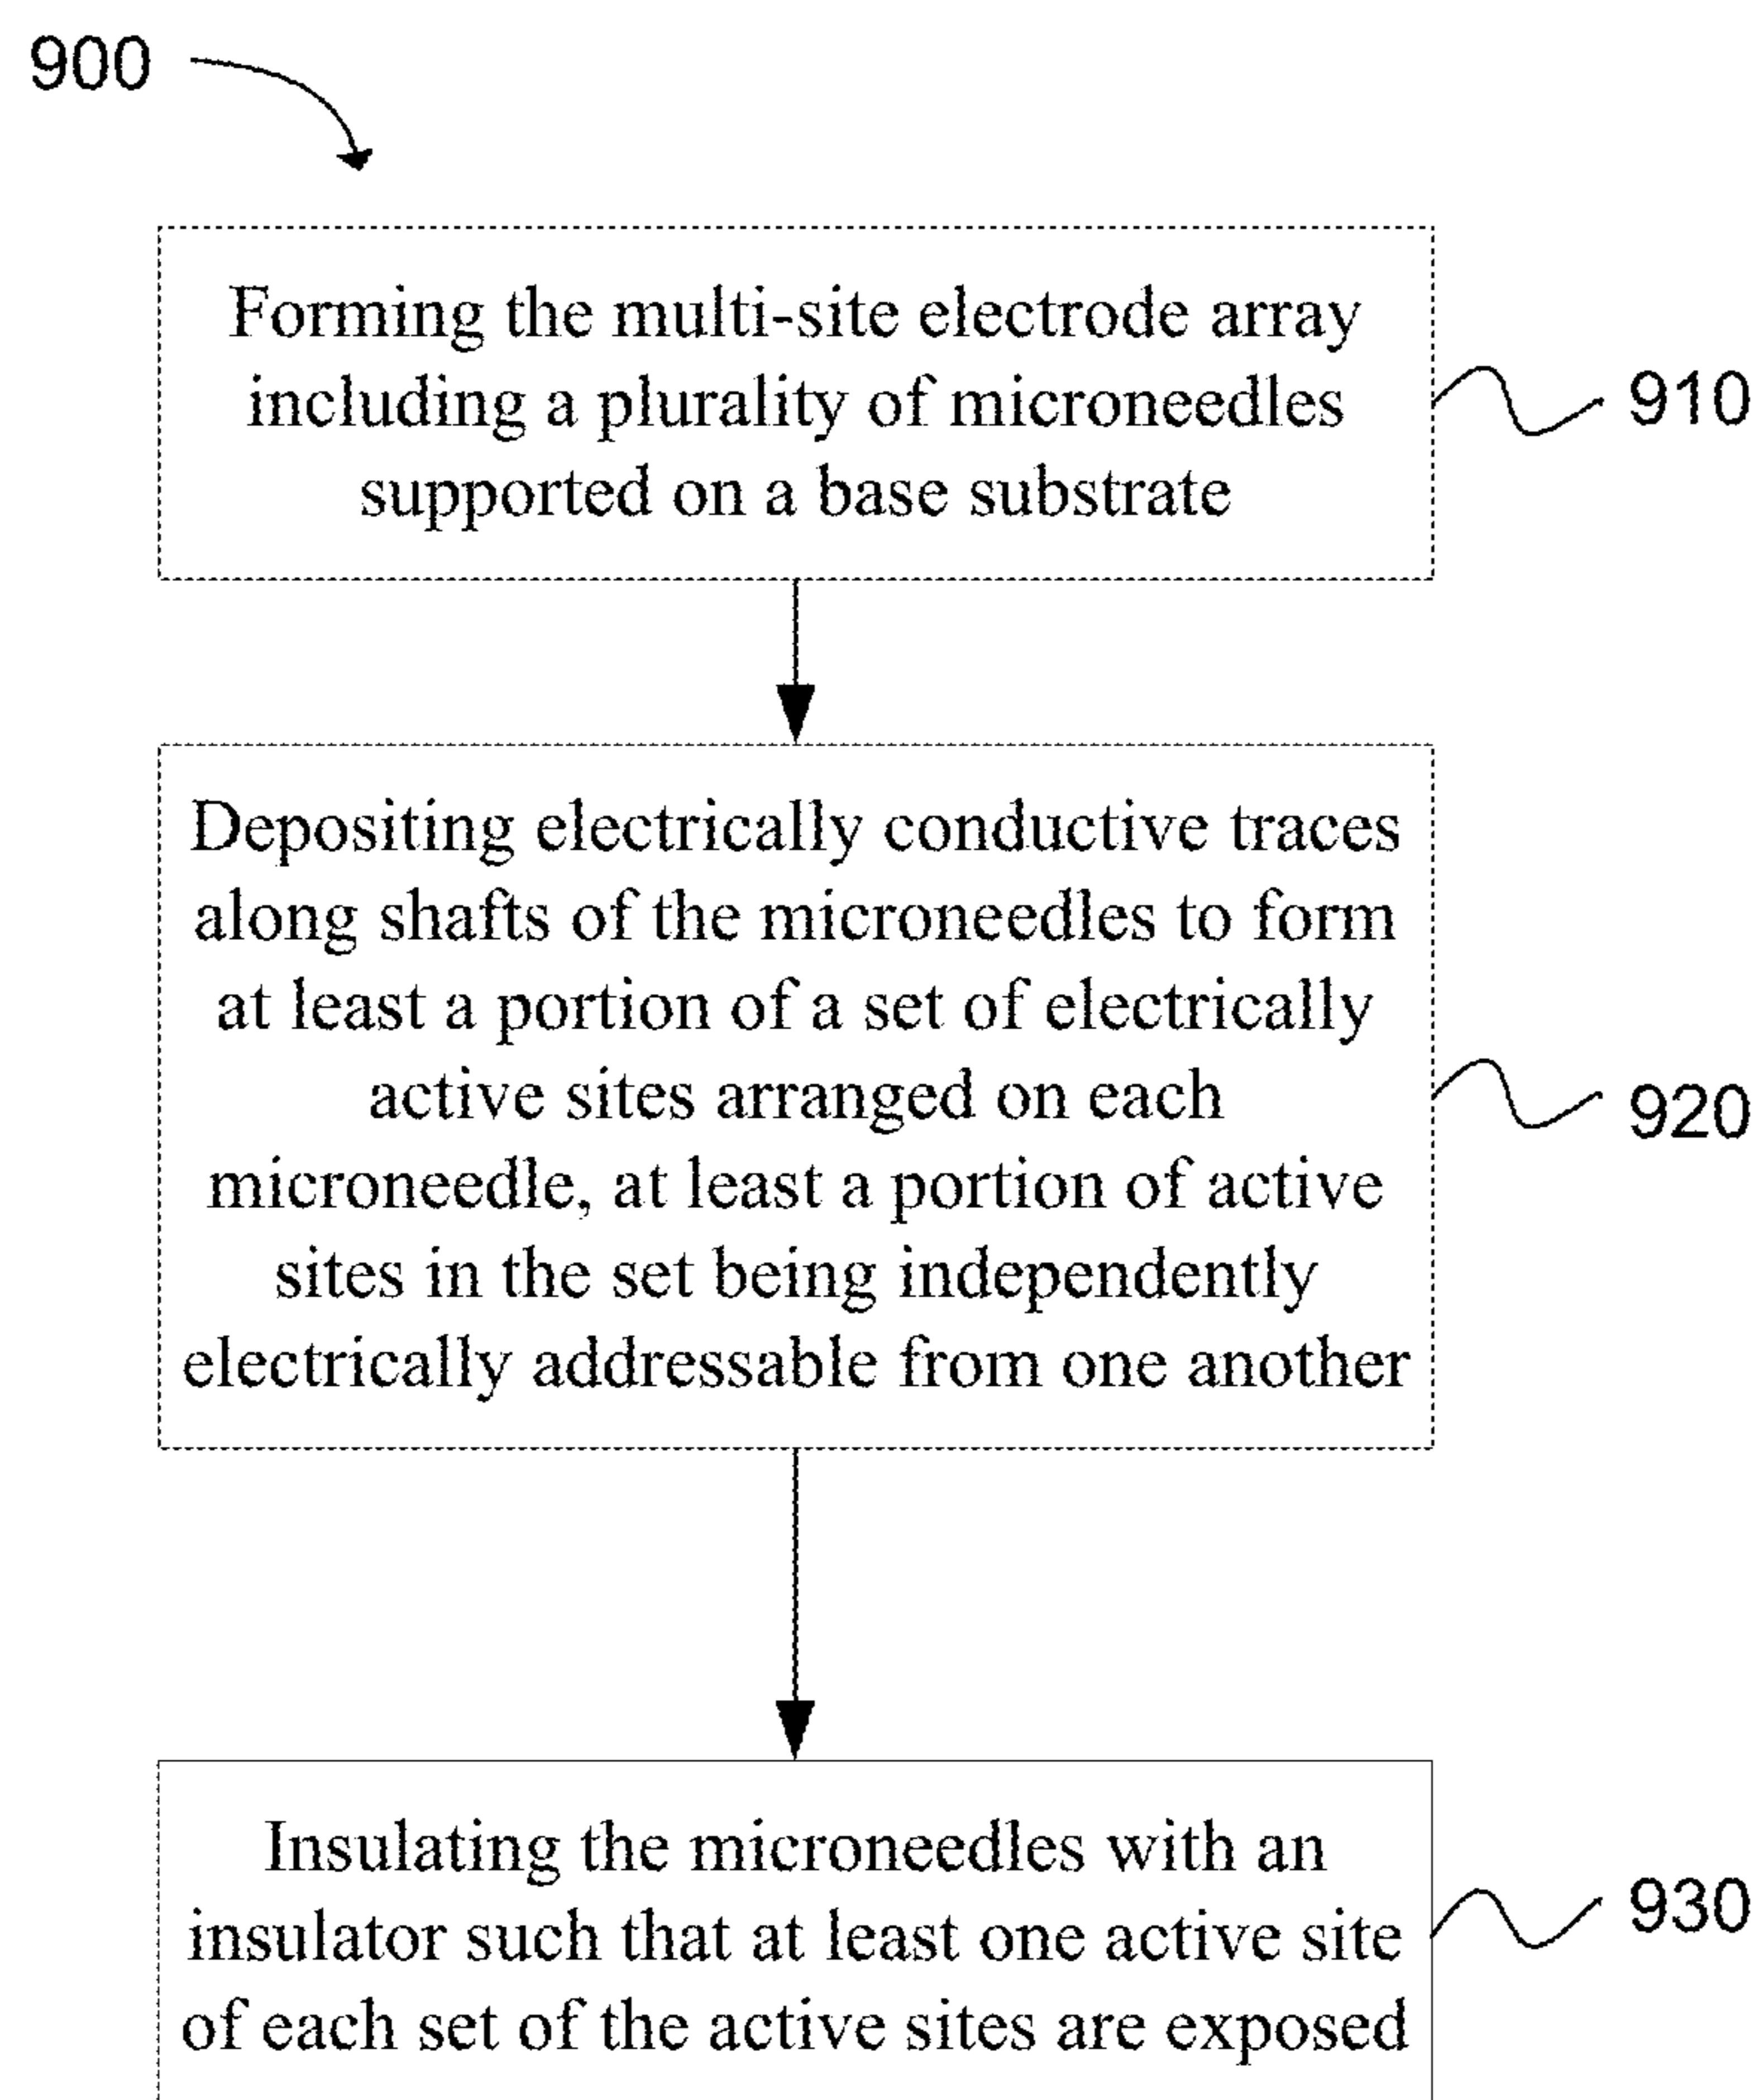 900
Forming the multi-site electrode array
including a plurality of microneedles
supported on a base substrate
910
Depositing electrically conductive traces
along shafts of the microneedles to form
at least a portion of a set of electrically
active sites arranged on each
microneedle, at least a portion of active
sites in the set being independently
electrically addressable from one another
920
Insulating the microneedles with an
insulator such that at least one active site
of each set of the active sites are exposed
930